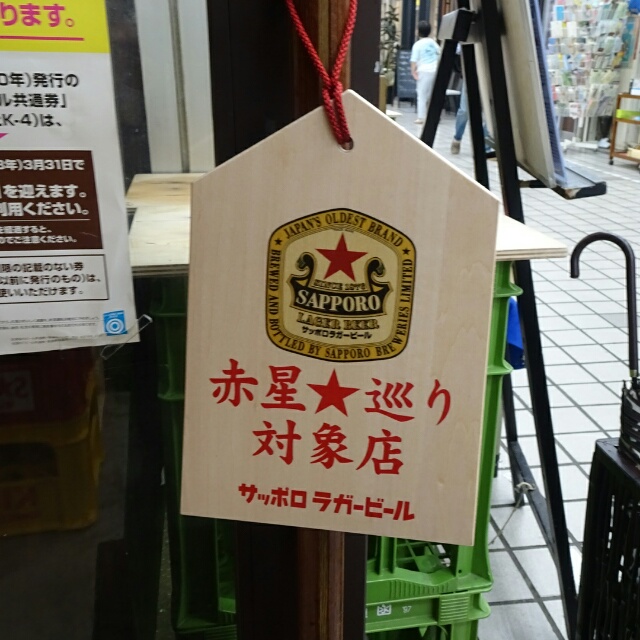 ります。
0年)発行の
ル共通券」
K-4)は、
年)3月31日で
を迎えます。
利用ください。
JAPAN'S OLDEST BRAND
BREWED AND BOTTLED BY SAPPORO BREWERIES LIMITED
SINCE 1876
SAPPORO
LAGER BEER
サッポロラガービール
赤星★巡り
対象店
サッポロ ラガービール